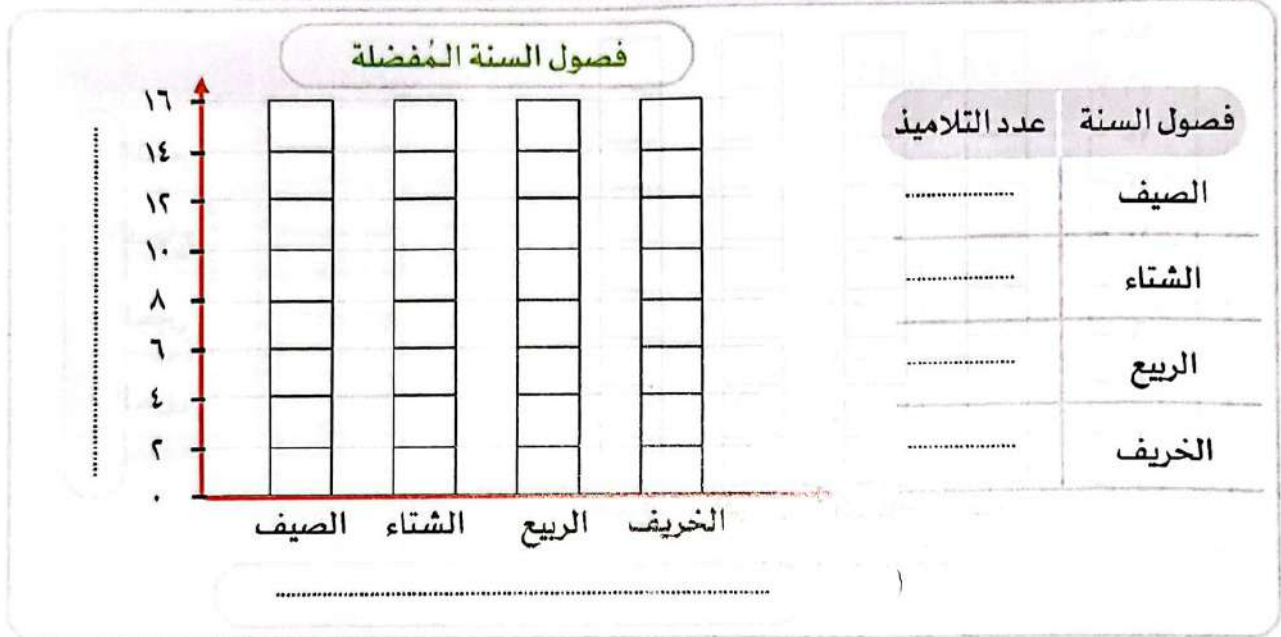 فصول السنة المُفضلة
١٦
١٤
١٢
١٠
٨
٦
٤
٢
٠
الصيف الشتاء الربيع الخريف
فصول السنة عدد التلاميذ
الصيف
الشتاء
الربيع
الخريف